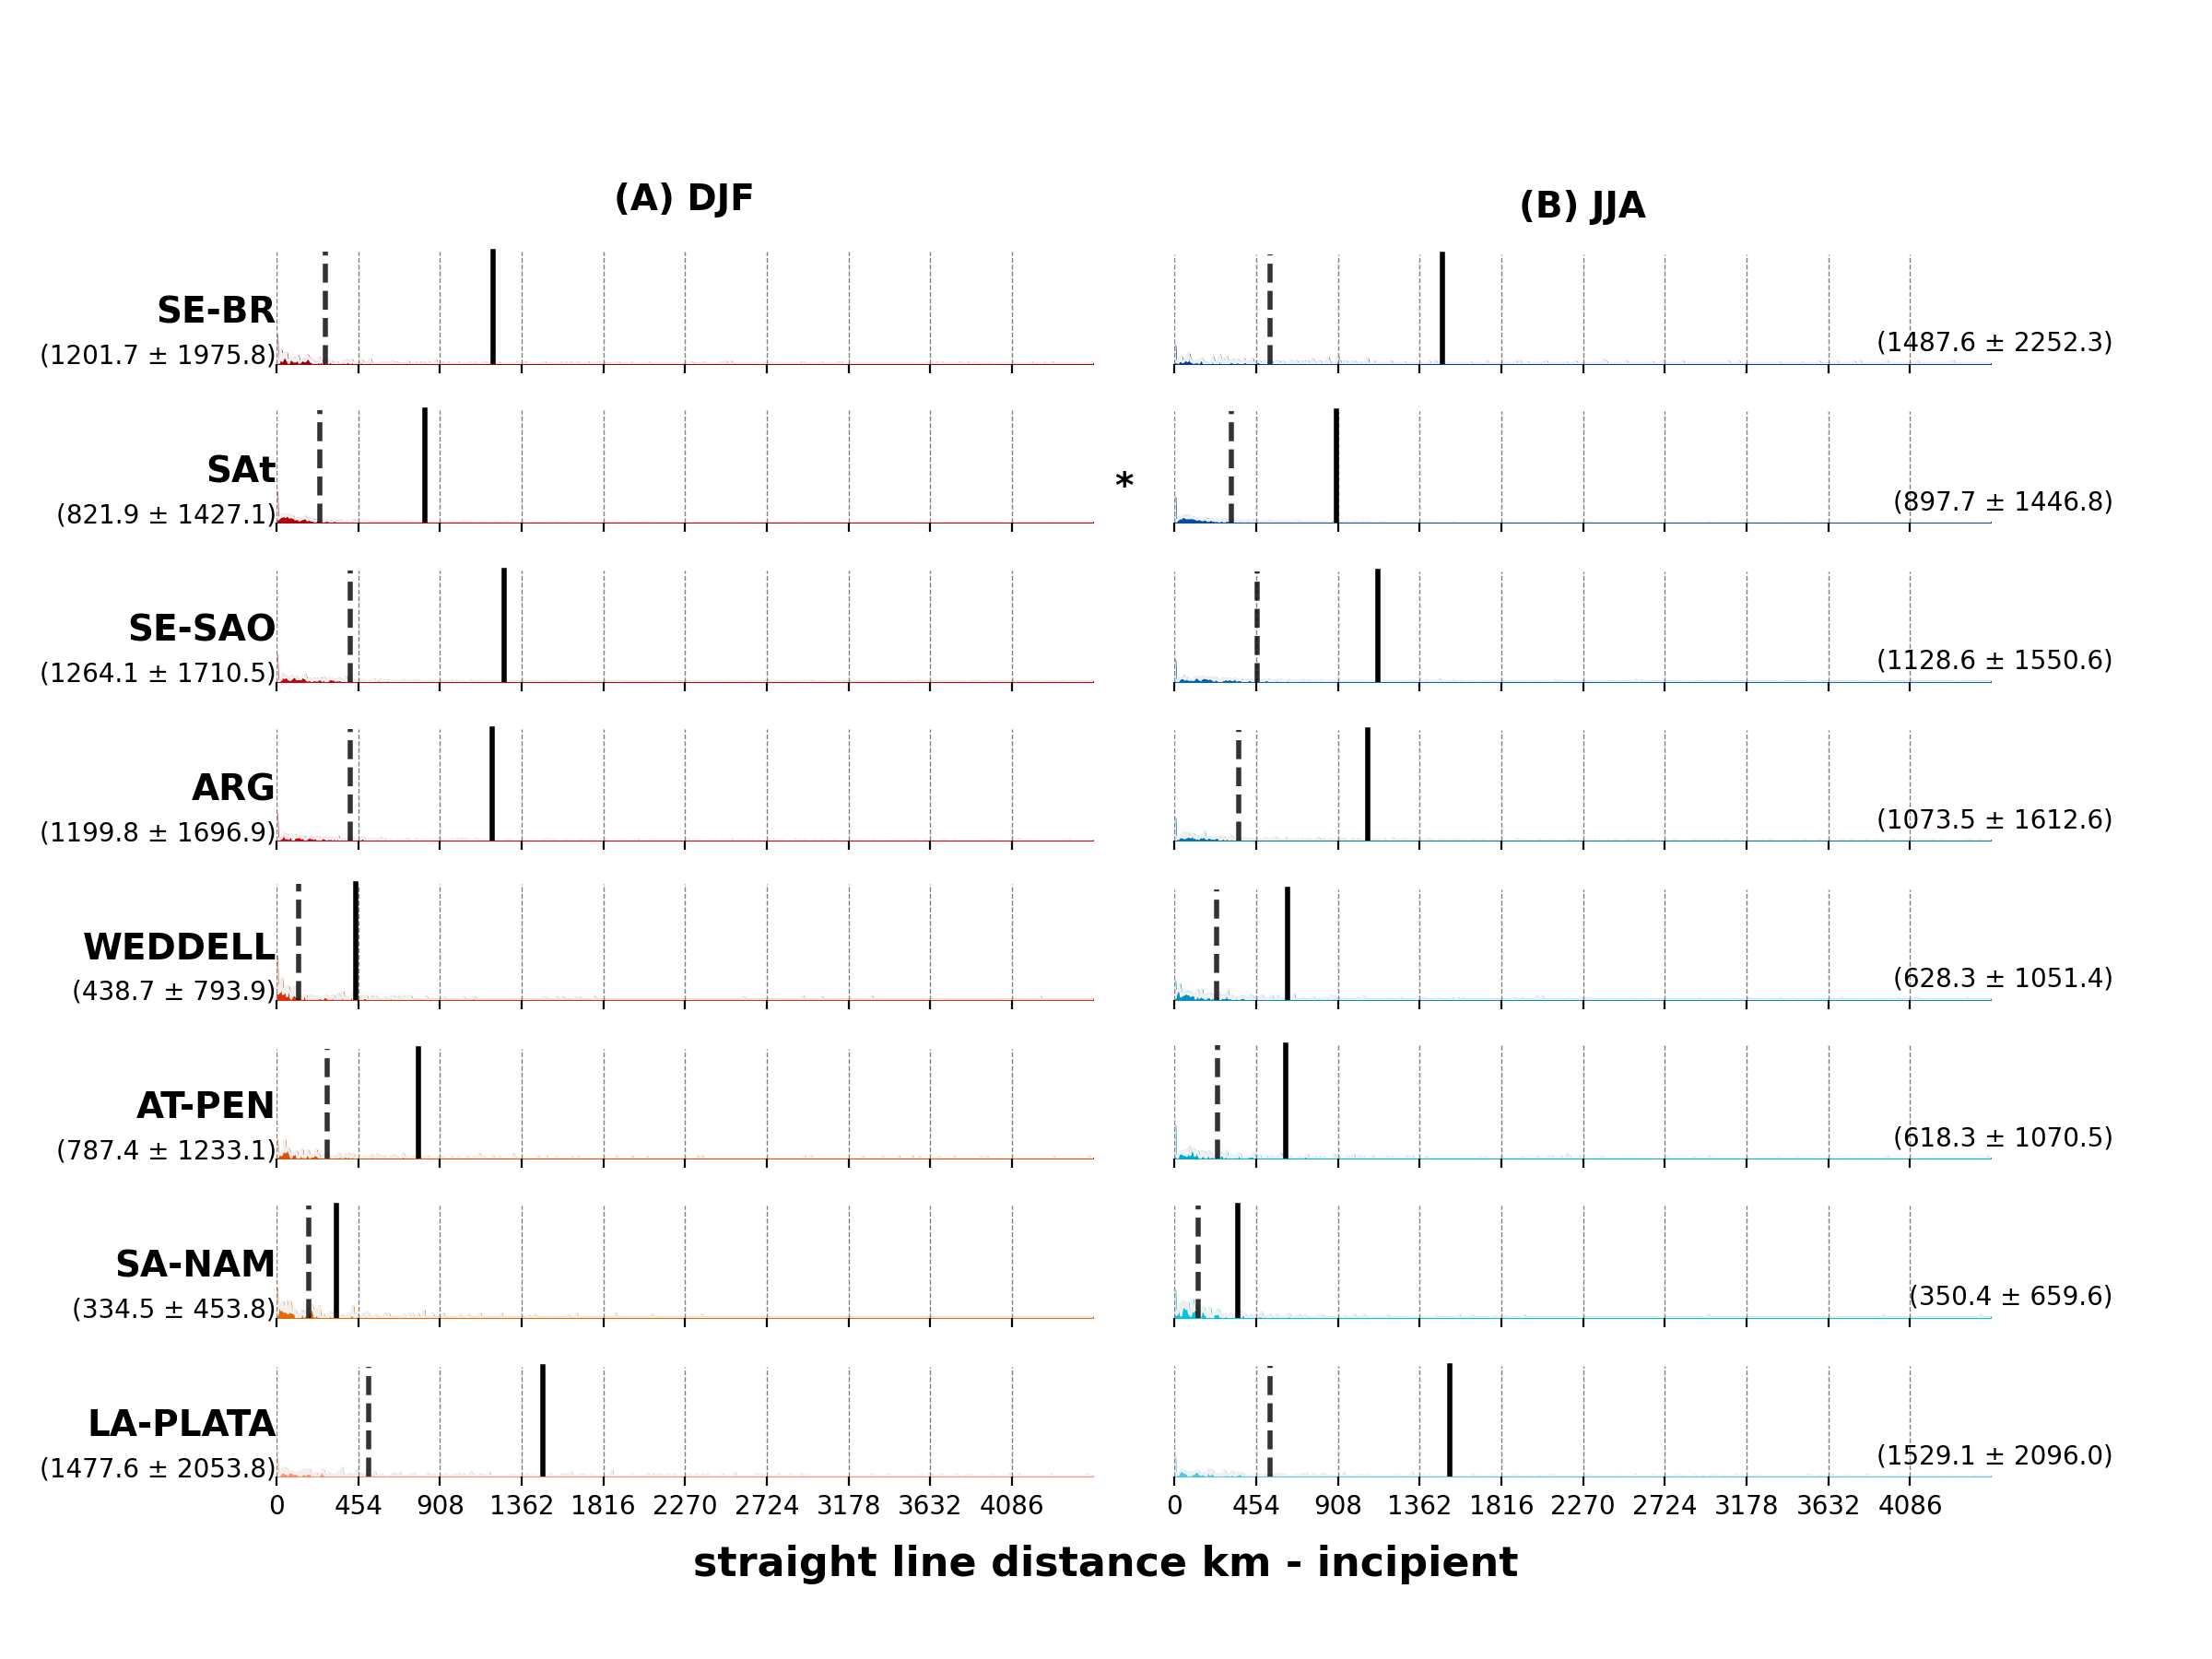 (A) DJF
(B) JJA
SE-BR
(1201.7 ± 1975.8)
(1487.6 ± 2252.3)
SAt
(821.9 ± 1427.1)
*
(897.7 ± 1446.8)
SE-SAO
(1264.1 ± 1710.5)
(1128.6 ± 1550.6)
ARG
(1199.8 ± 1696.9)
(1073.5 ± 1612.6)
WEDDELL
(438.7 ± 793.9)
(628.3 ± 1051.4)
AT-PEN
(787.4 ± 1233.1)
(618.3 ± 1070.5)
SA-NAM
(334.5 ± 453.8)
(350.4 ± 659.6)
LA-PLATA
(1477.6 ± 2053.8)
(1529.1 ± 2096.0)
0 454 908 1362 1816 2270 2724 3178 3632 4086
0 454 908 1362 1816 2270 2724 3178 3632 4086
straight line distance km - incipient